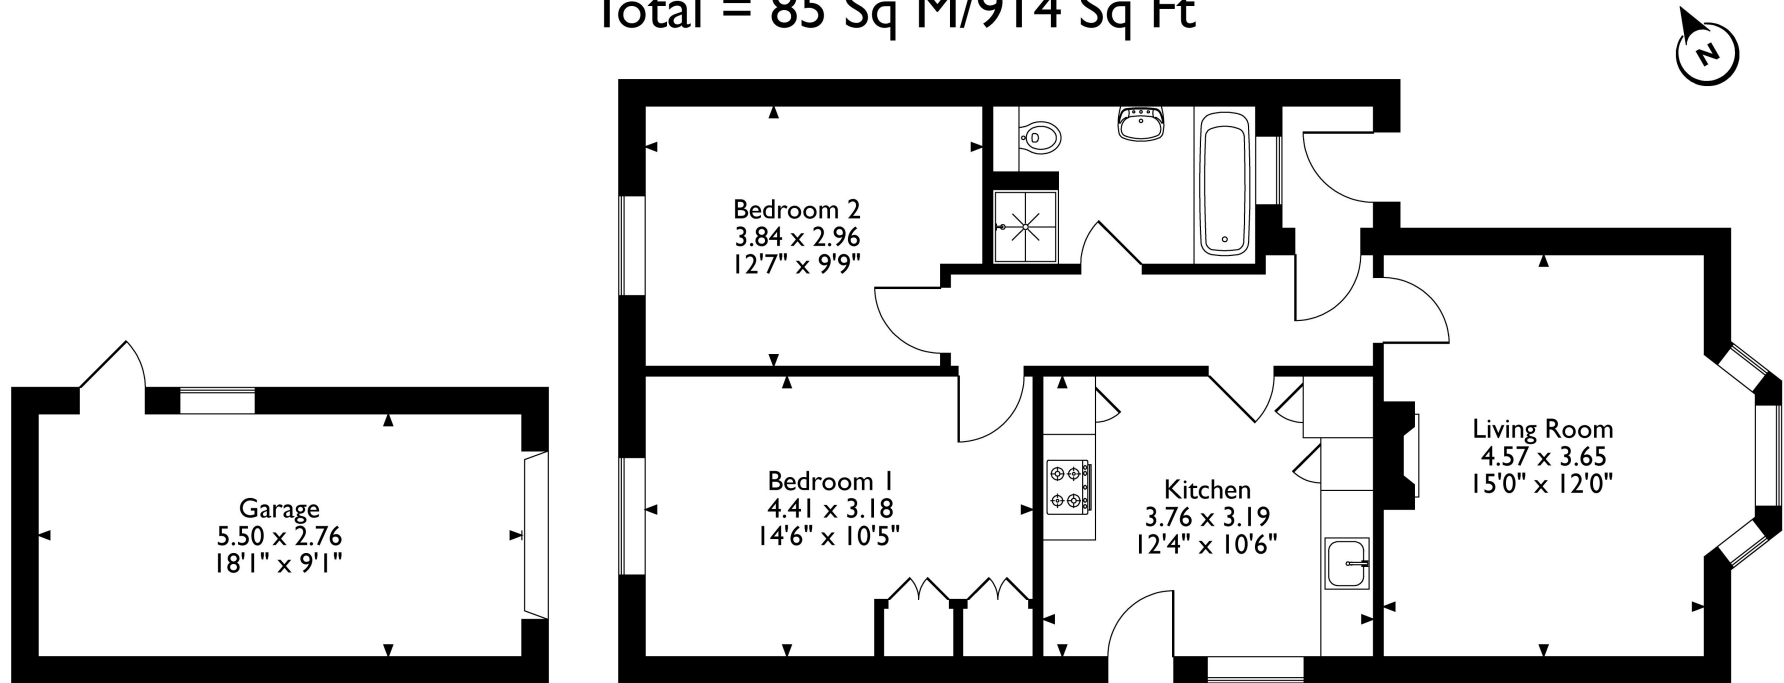 Total = 85 Sq M/914 Sq Ft
N
Bedroom 2
3.84 x 2.96
12'7" x 9'9"
Living Room
4.57 x 3.65
15'0" x 12'0"
Bedroom 1
4.41 x 3.18
14'6" x 10'5"
Kitchen
3.76 x 3.19
12'4" x 10'6"
Garage
5.50 x 2.76
18'1" x 9'1"